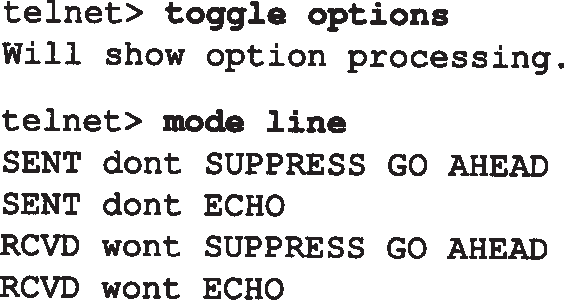 telnet> toggle options
Will show option processing.
telnet> mode line
SENT dont SUPPRESS GO AHEAD
SENT dont ECHO
RCVD wont SUPPRESS GO AHEAD
RCVD wont ECHO